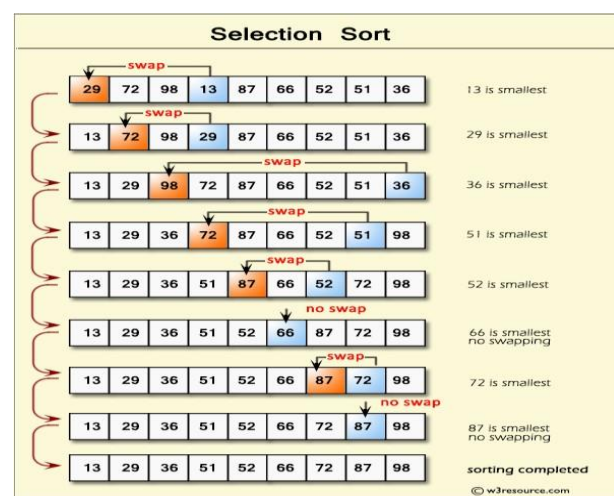 Selection Sort
swap
29 72 98 13 87 66 52 51 36 13 is smallest
swap
13 72 98 29 87 66 52 51 36 29 is smallest
swap
13 29 98 72 87 66 52 51 36 36 is smallest
swap
13 29 36 72 87 66 52 51 98 51 is smallest
swap
13 29 36 51 87 66 52 72 98 52 is smallest
no swap
13 29 36 51 52 66 87 72 98 66 is smallest
no swapping
swap
13 29 36 51 52 66 87 72 98 72 is smallest
no swap
13 29 36 51 52 66 72 87 98 87 is smallest
no swapping
13 29 36 51 52 66 72 87 98 sorting completed
© w3resource.com